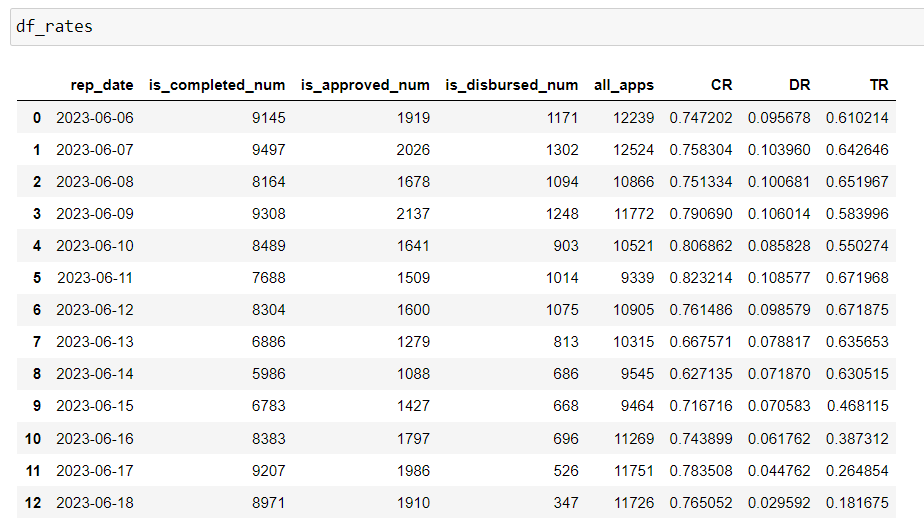 df_rates
rep_date is_completed_num is_approved_num is_disbursed_num all_apps CR DR TR
0 2023-06-06 9145 1919 1171 12239 0.747202 0.095678 0.610214
1 2023-06-07 9497 2026 1302 12524 0.758304 0.103960 0.642646
2 2023-06-08 8164 1678 1094 10866 0.751334 0.100681 0.651967
3 2023-06-09 9308 2137 1248 11772 0.790690 0.106014 0.583996
4 2023-06-10 8489 1641 903 10521 0.806862 0.085828 0.550274
5 2023-06-11 7688 1509 1014 9339 0.823214 0.108577 0.671968
6 2023-06-12 8304 1600 1075 10905 0.761486 0.098579 0.671875
7 2023-06-13 6886 1279 813 10315 0.667571 0.078817 0.635653
8 2023-06-14 5986 1088 686 9545 0.627135 0.071870 0.630515
9 2023-06-15 6783 1427 668 9464 0.716716 0.070583 0.468115
10 2023-06-16 8383 1797 696 11269 0.743899 0.061762 0.387312
11 2023-06-17 9207 1986 526 11751 0.783508 0.044762 0.264854
12 2023-06-18 8971 1910 347 11726 0.765052 0.029592 0.181675